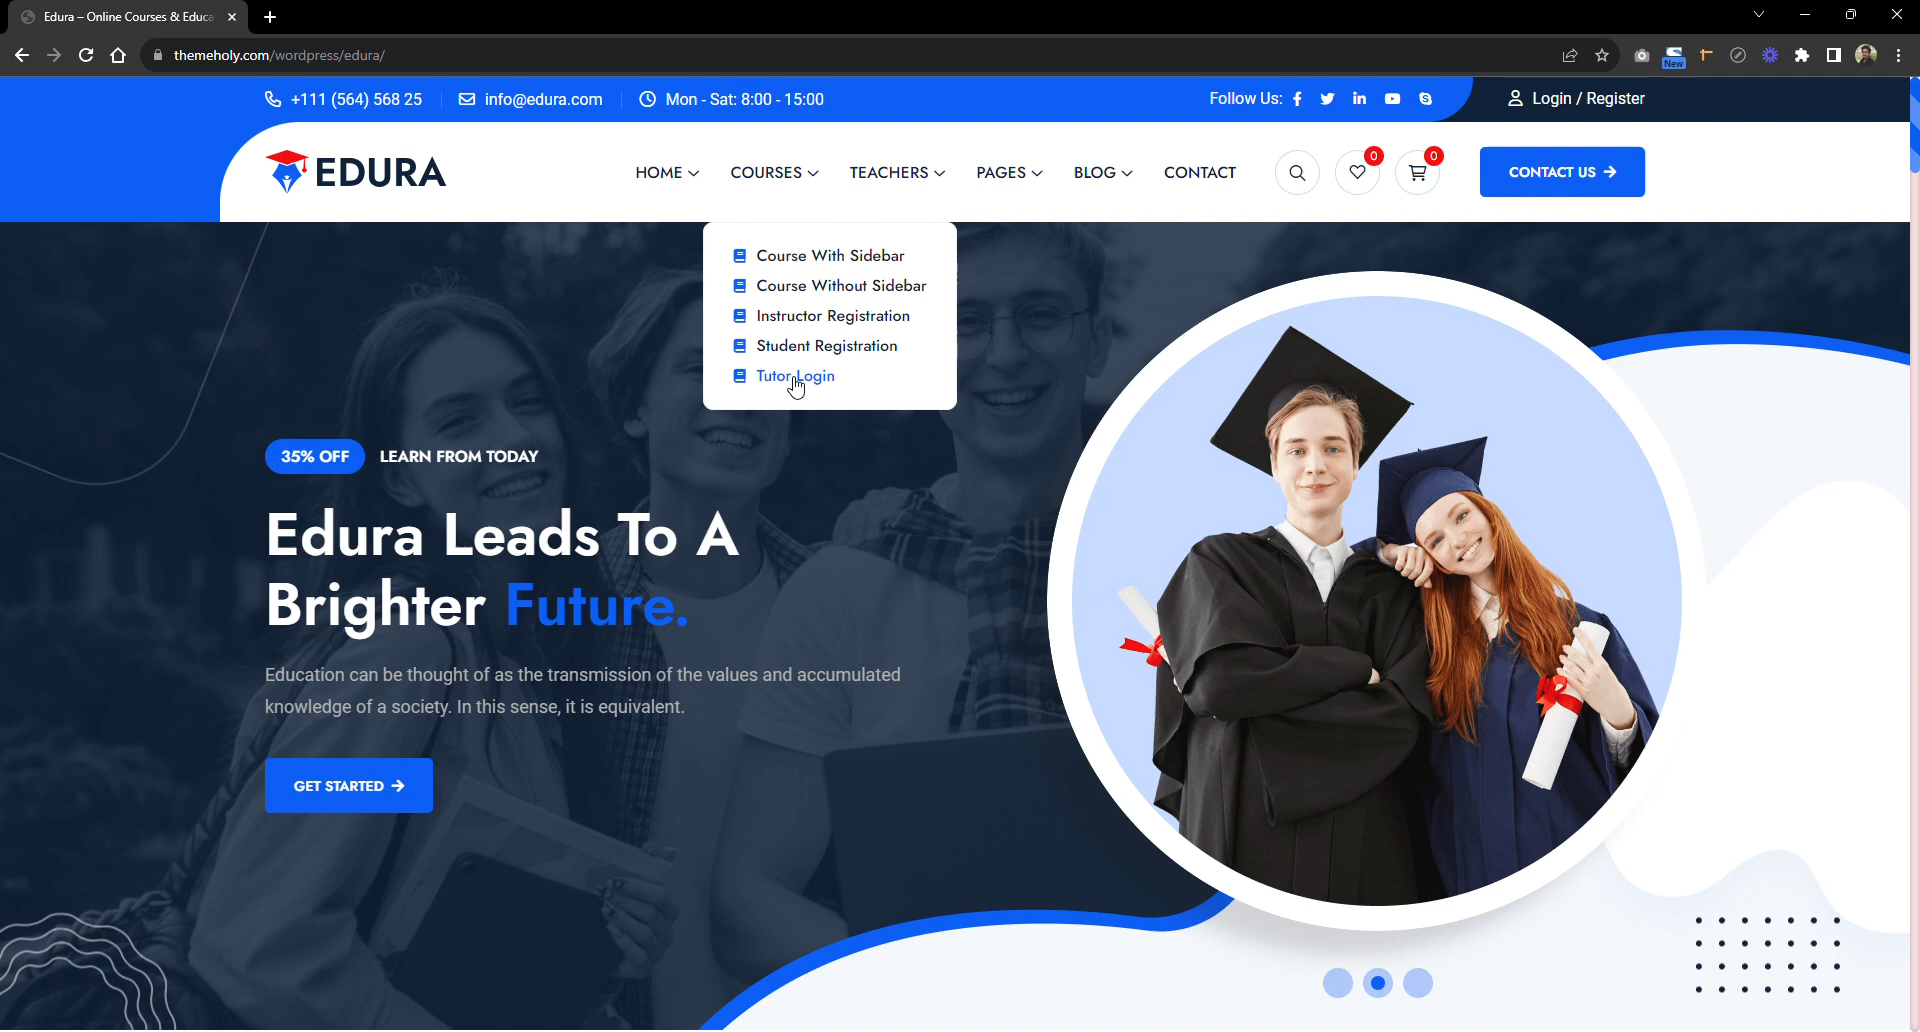 Edura – Online Courses & Educa
themeholy.com/wordpress/edura/
New
+111 (564) 568 25
info@edura.com
Mon - Sat: 8:00 - 15:00
Follow Us:
Login / Register
EDURA
HOME
COURSES
TEACHERS
PAGES
BLOG
CONTACT
0
0
CONTACT US
Course With Sidebar
Course Without Sidebar
Instructor Registration
Student Registration
Tutor Login
35% OFF
LEARN FROM TODAY
Edura Leads To A
Brighter Future.
Education can be thought of as the transmission of the values and accumulated
knowledge of a society. In this sense, it is equivalent.
GET STARTED